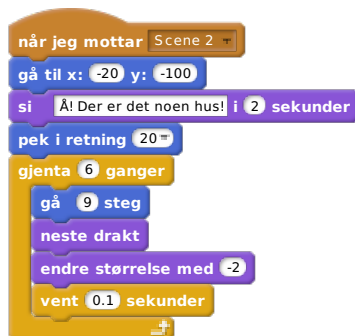 når jeg mottar Scene 2
gå til x: -20 y: -100
si Å! Der er det noen hus! i 2 sekunder
pek i retning 20
gjenta 6 ganger
gå 9 steg
neste drakt
endre størrelse med -2
vent 0.1 sekunder